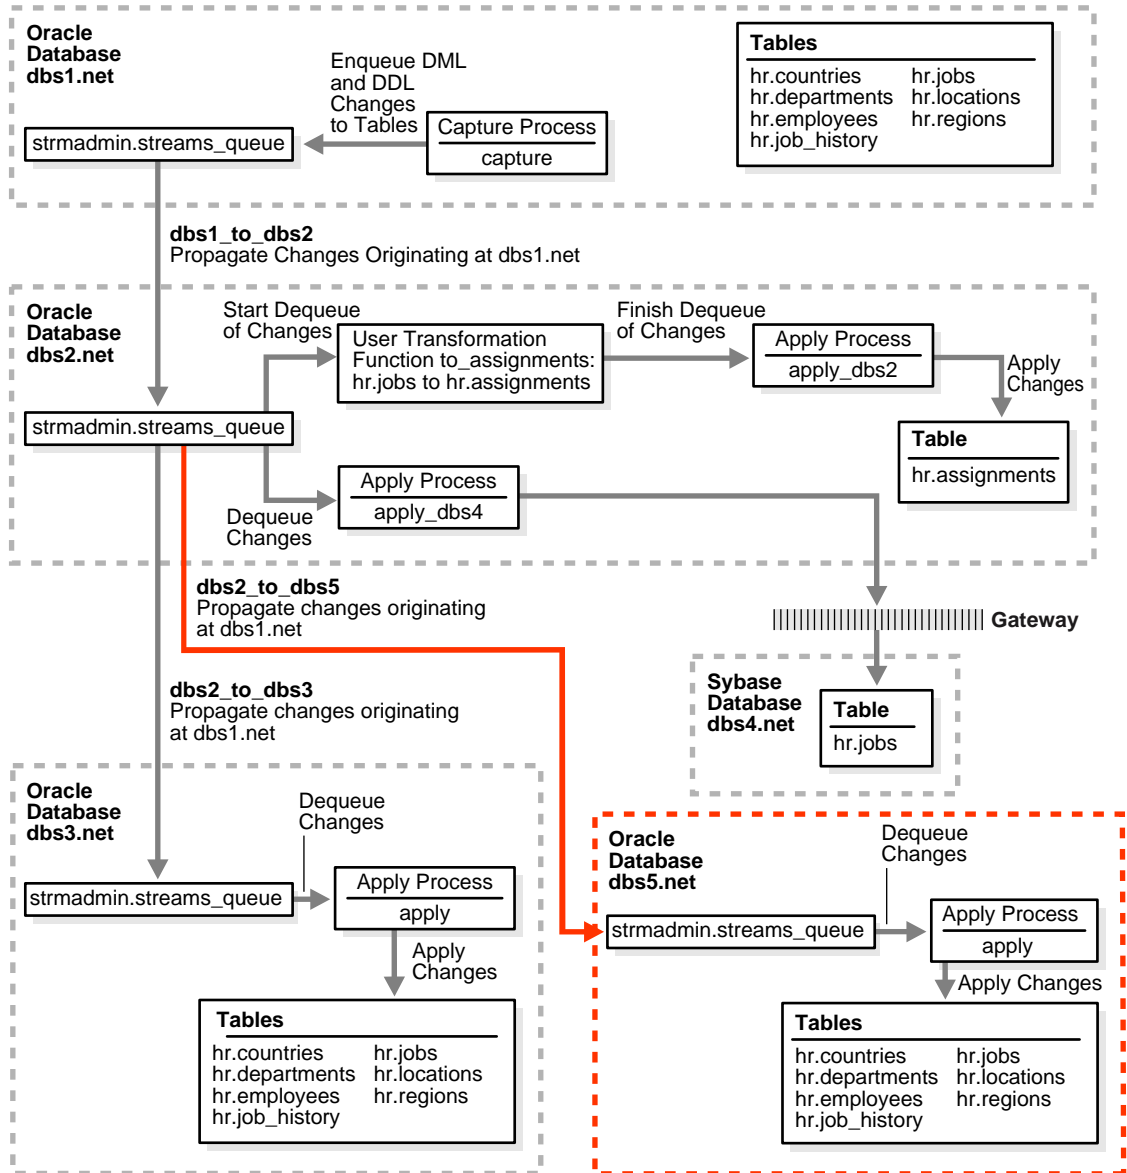 Oracle
Database
dbs1.net
Enqueue DML
and DDL
Changes
to Tables
strmadmin.streams_queue
Capture Process
capture
Tables
hr.countries hr.jobs
hr.departments hr.locations
hr.employees hr.regions
hr.job_history
dbs1_to_dbs2
Propagate Changes Originating at dbs1.net
Oracle
Database
dbs2.net
Start Dequeue
of Changes
User Transformation
Function to_assignments:
hr.jobs to hr.assignments
Finish Dequeue
of Changes
Apply Process
apply_dbs2
Apply
Changes
strmadmin.streams_queue
Table
hr.assignments
Dequeue
Changes
Apply Process
apply_dbs4
dbs2_to_dbs5
Propagate changes originating
at dbs1.net
Gateway
dbs2_to_dbs3
Propagate changes originating
at dbs1.net
Sybase
Database
dbs4.net
Table
hr.jobs
Oracle
Database
dbs3.net
Dequeue
Changes
strmadmin.streams_queue
Apply Process
apply
Apply
Changes
Tables
hr.countries hr.jobs
hr.departments hr.locations
hr.employees hr.regions
hr.job_history
Oracle
Database
dbs5.net
Dequeue
Changes
strmadmin.streams_queue
Apply Process
apply
Apply Changes
Tables
hr.countries hr.jobs
hr.departments hr.locations
hr.employees hr.regions
hr.job_history